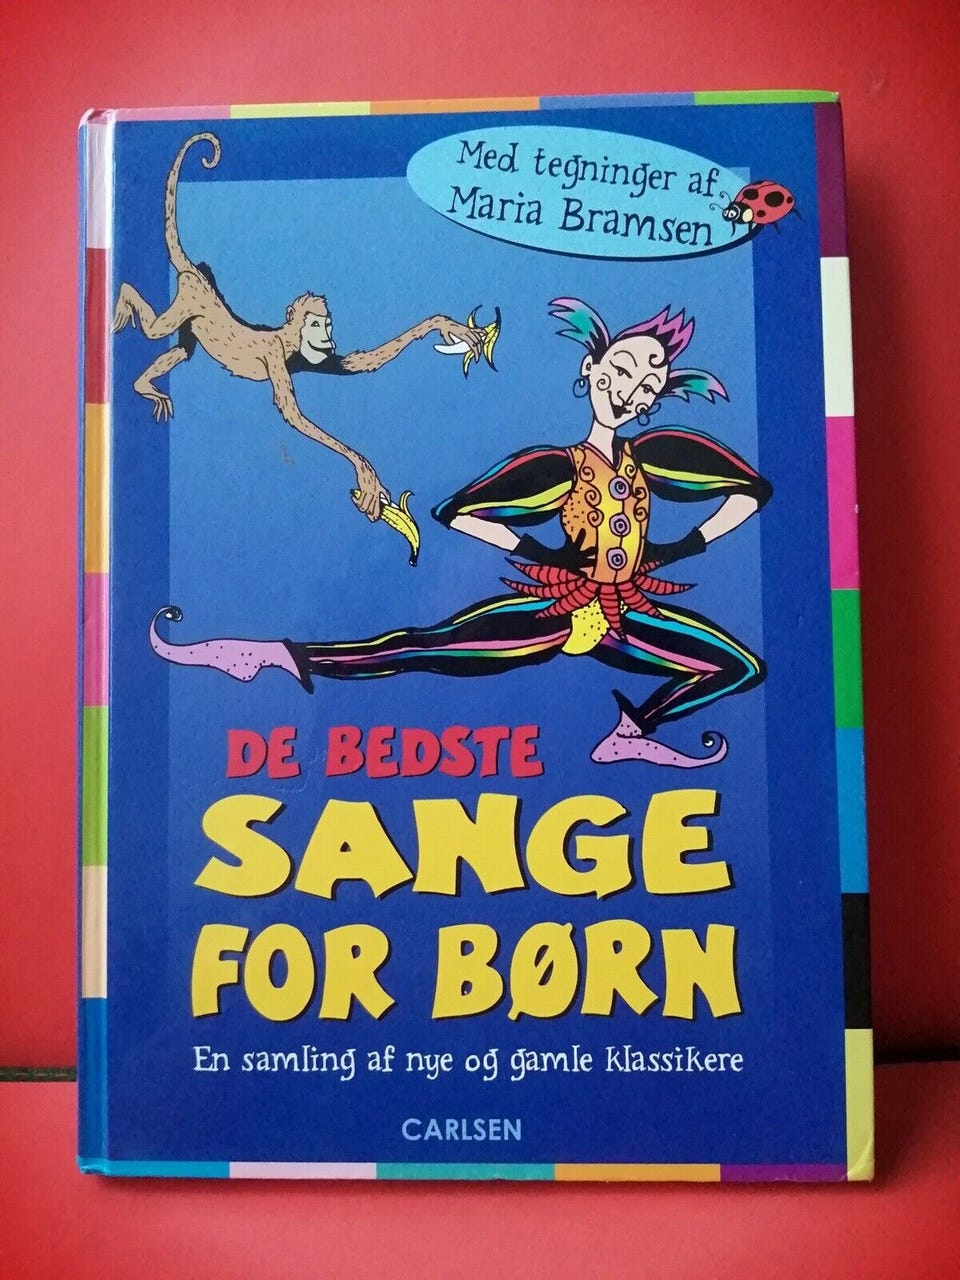 Med tegninger af
Maria Bramsen
DE BEDSTE
SANGE
FOR BØRN
En samling af nye og gamle klassikere
CARLSEN